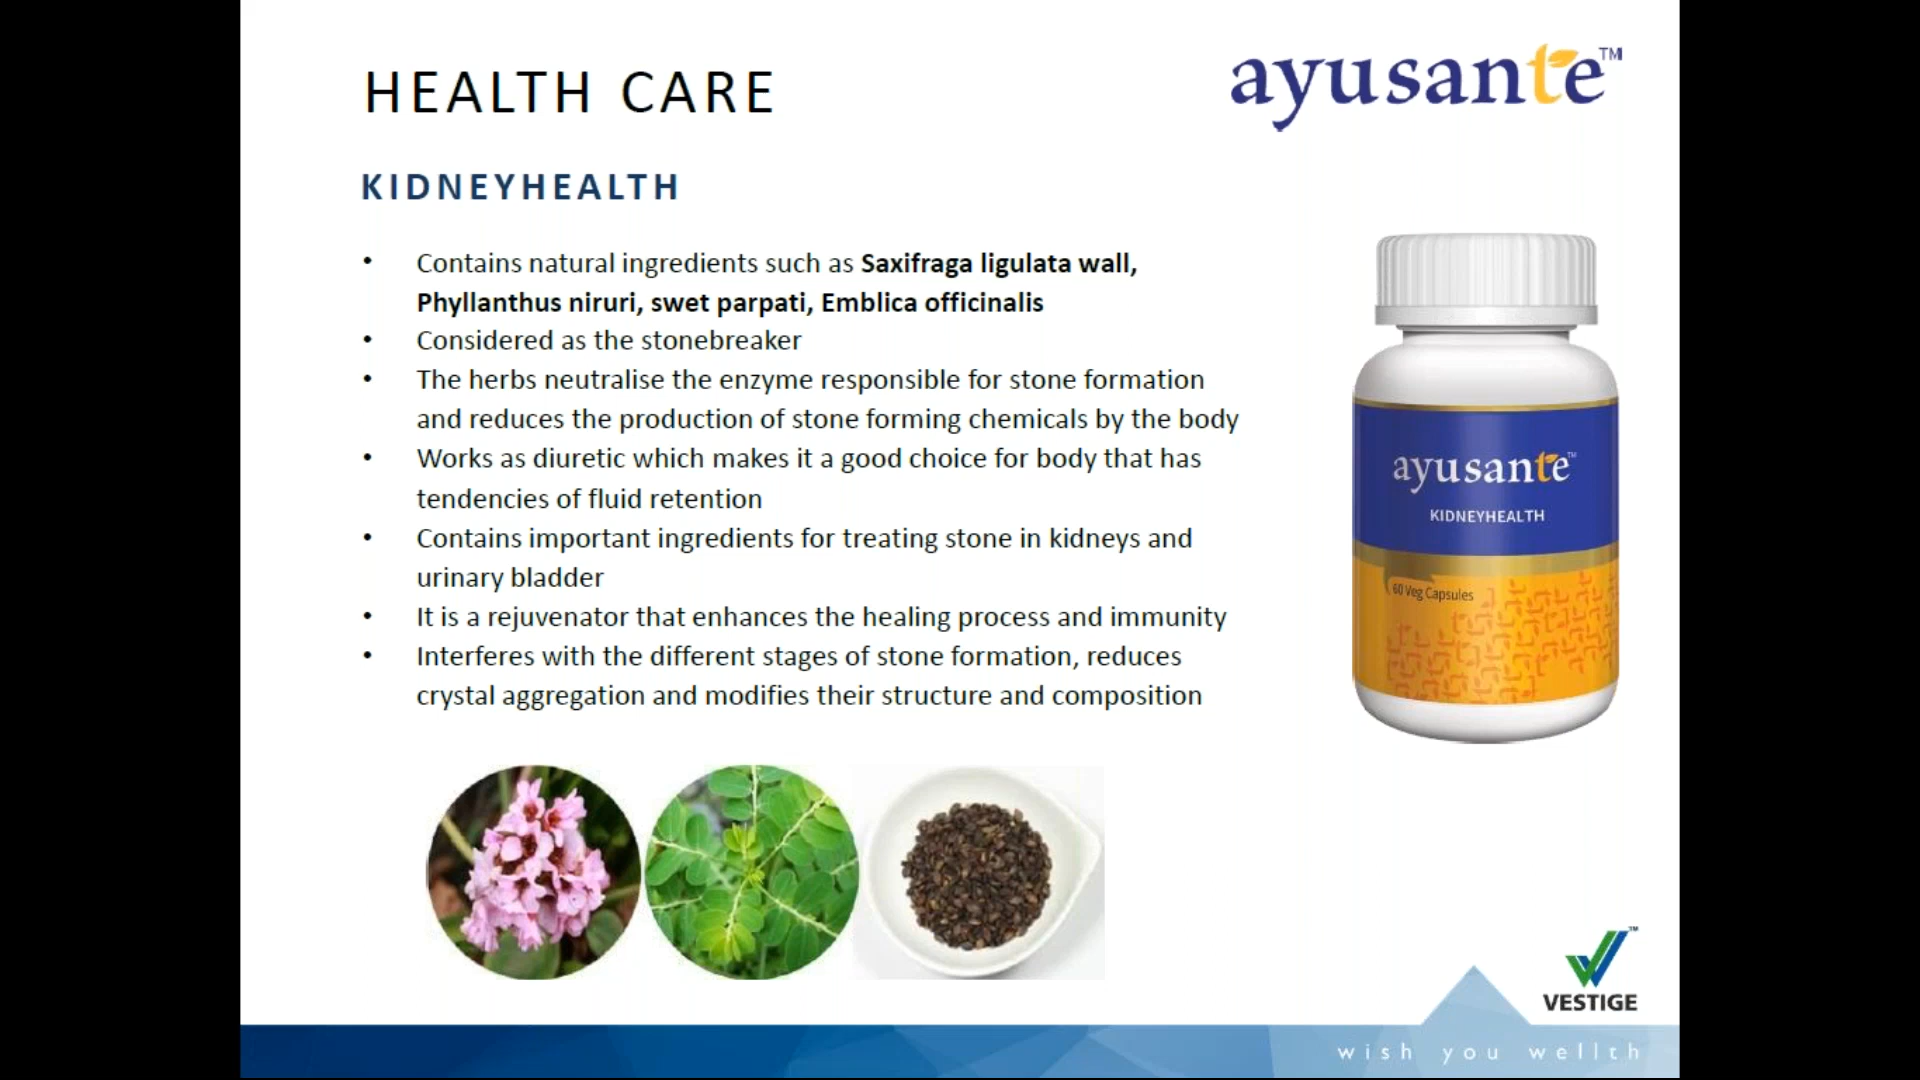 HEALTH CARE
ayusante™
KIDNEYHEALTH
• Contains natural ingredients such as Saxifraga ligulata wall,
Phyllanthus niruri, swet parpati, Emblica officinalis
• Considered as the stonebreaker
• The herbs neutralise the enzyme responsible for stone formation
and reduces the production of stone forming chemicals by the body
• Works as diuretic which makes it a good choice for body that has
tendencies of fluid retention
• Contains important ingredients for treating stone in kidneys and
urinary bladder
• It is a rejuvenator that enhances the healing process and immunity
• Interferes with the different stages of stone formation, reduces
crystal aggregation and modifies their structure and composition
ayusante™
KIDNEYHEALTH
60 Veg Capsules
VESTIGE™
wish you wellth